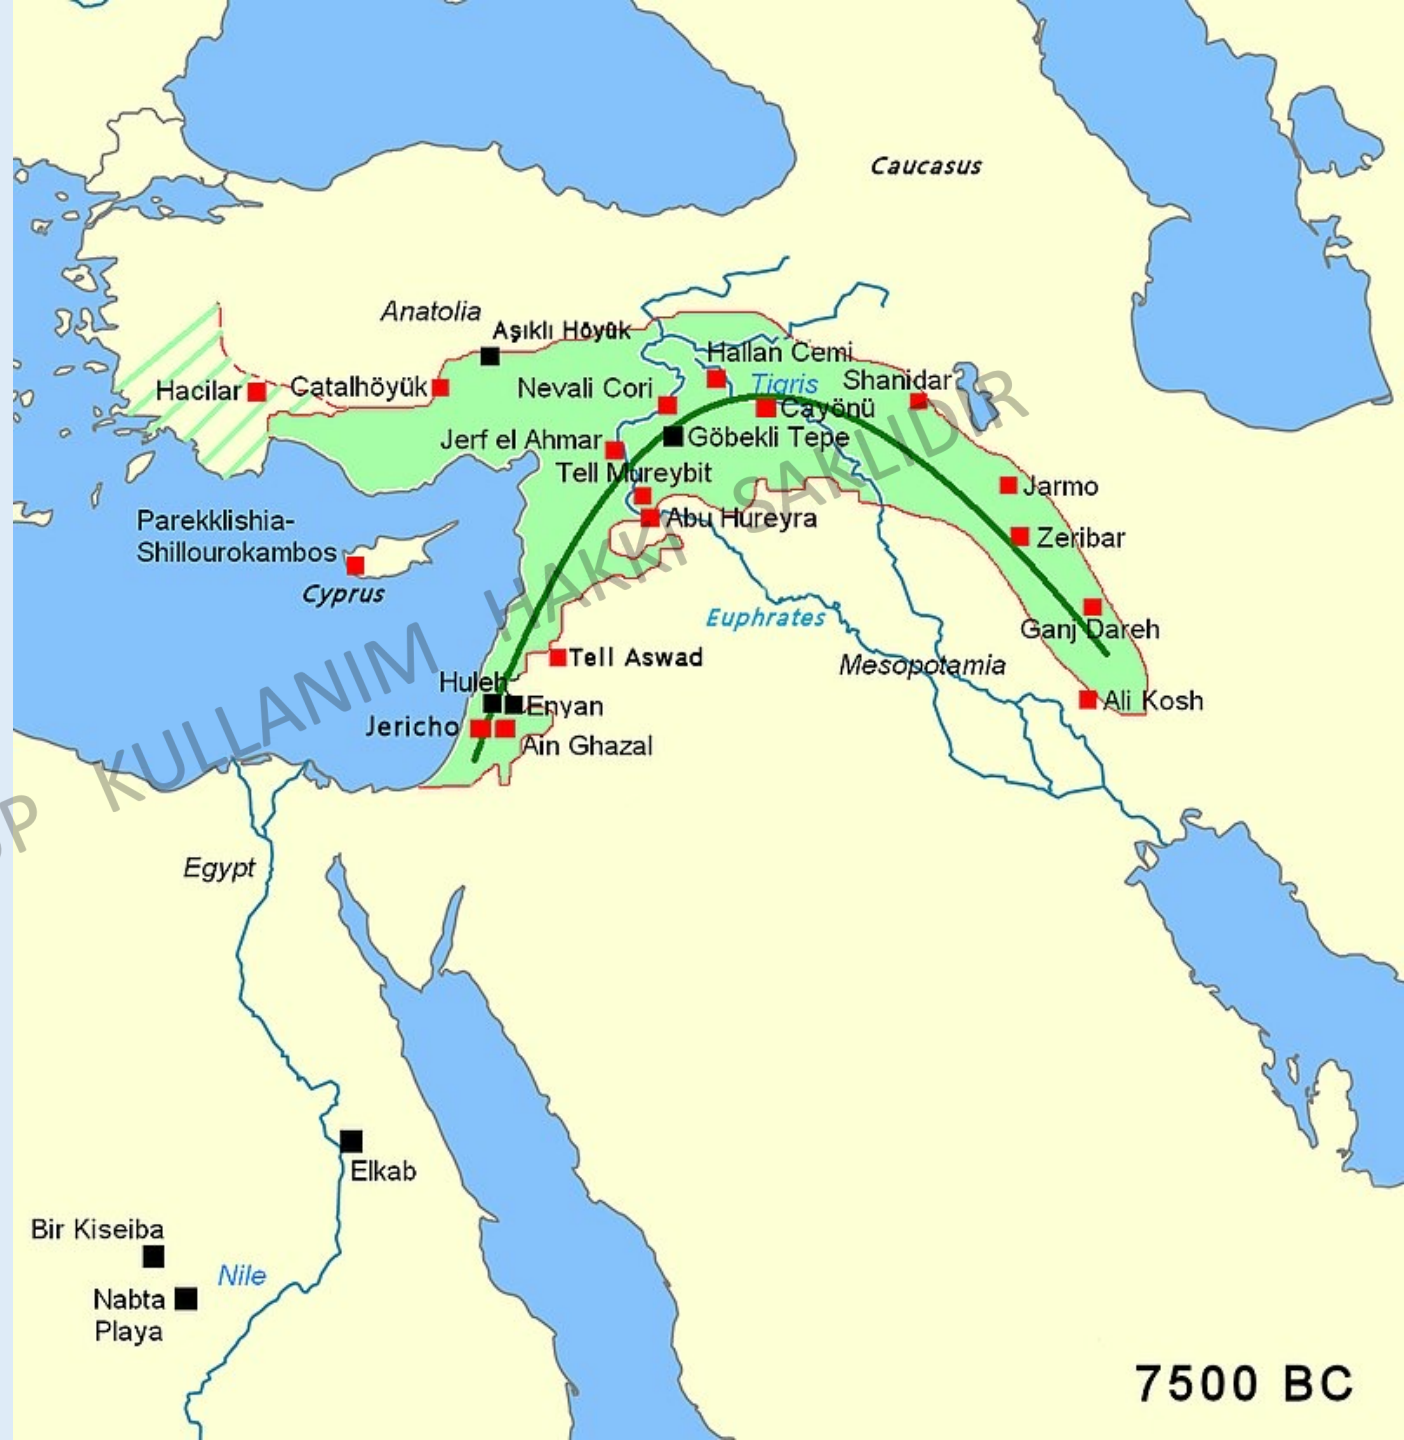 Caucasus
Anatolia
Aşıklı Höyük
Hallan Cemi
Tigris
Shanidar
Hacilar
Catalhöyük
Nevali Cori
Cayönü
Jerf el Ahmar
Göbekli Tepe
Tell Mureybit
Jarmo
Abu Hureyra
Zeribar
Parekklishia-
Shillourokambos
Cyprus
Euphrates
Ganj Dareh
Tell Aswad
Mesopotamia
Huleh
Enyan
Ali Kosh
Jericho
Ain Ghazal
Egypt
Elkab
Bir Kiseiba
Nile
Nabta
Playa
7500 BC
KULLANIM HAKKI SAKLIDIR